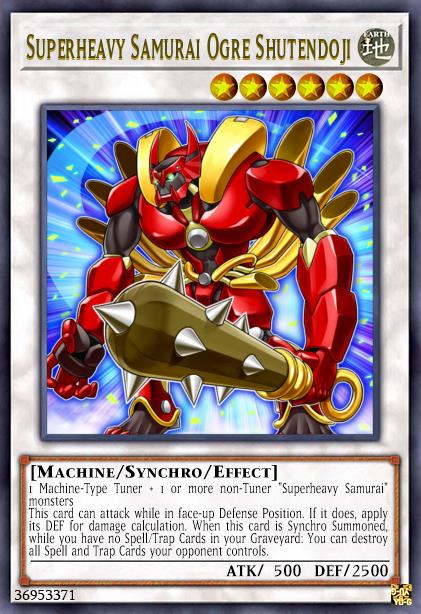 Superheavy Samurai Ogre Shutendoji
EARTH
地
[Machine/Synchro/Effect]
1 Machine-Type Tuner + 1 or more non-Tuner "Superheavy Samurai"
monsters
This card can attack while in face-up Defense Position. If it does, apply
its DEF for damage calculation. When this card is Synchro Summoned,
while you have no Spell/Trap Cards in your Graveyard: You can destroy
all Spell and Trap Cards your opponent controls.
ATK/ 500 DEF/2500
36953371